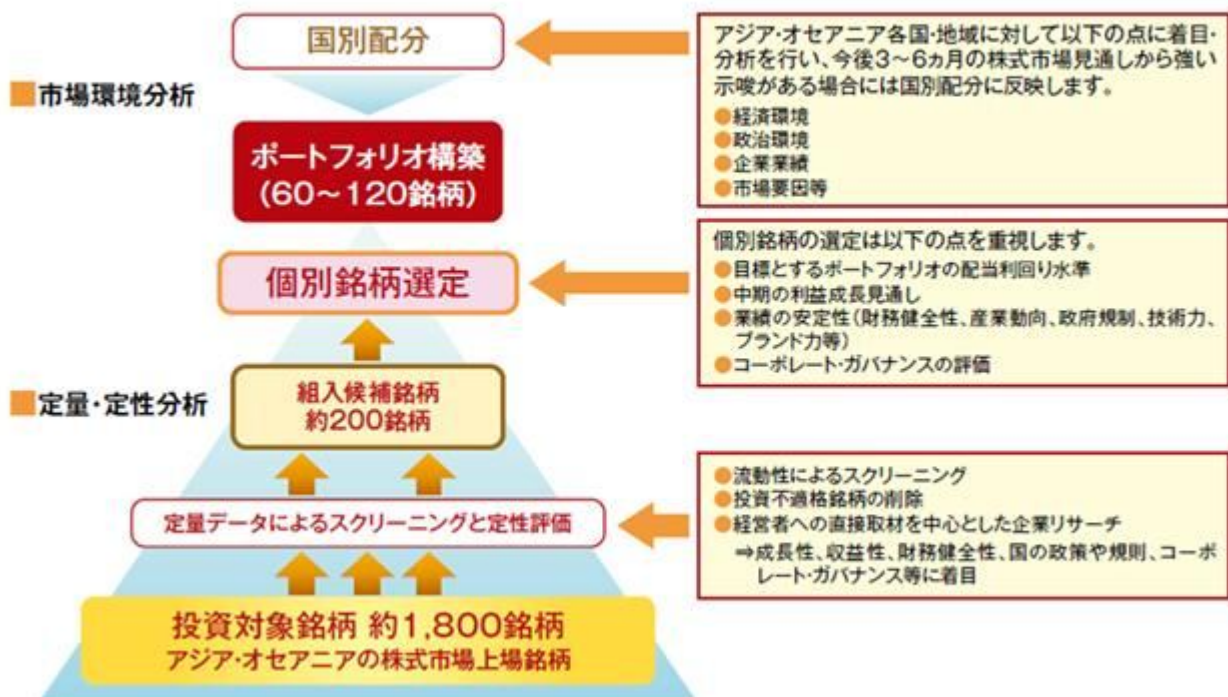 国別配分
アジア・オセアニア各国・地域に対して以下の点に着目・
分析を行い、今後3〜6ヵ月の株式市場見通しから強い
示唆がある場合には国別配分に反映します。
●経済環境
●政治環境
●企業業績
●市場要因等
■市場環境分析
ポートフォリオ構築
(60〜120銘柄)
個別銘柄選定
個別銘柄の選定は以下の点を重視します。
●目標とするポートフォリオの配当利回り水準
●中期の利益成長見通し
●業績の安定性(財務健全性、産業動向、政府規制、技術力、
ブランド力等)
●コーポレート・ガバナンスの評価
■定量・定性分析
組入候補銘柄
約200銘柄
定量データによるスクリーニングと定性評価
●流動性によるスクリーニング
●投資不適格銘柄の削除
●経営者への直接取材を中心とした企業リサーチ
⇒成長性、収益性、財務健全性、国の政策や規則、コーポ
レート・ガバナンス等に着目
投資対象銘柄 約1,800銘柄
アジア・オセアニアの株式市場上場銘柄